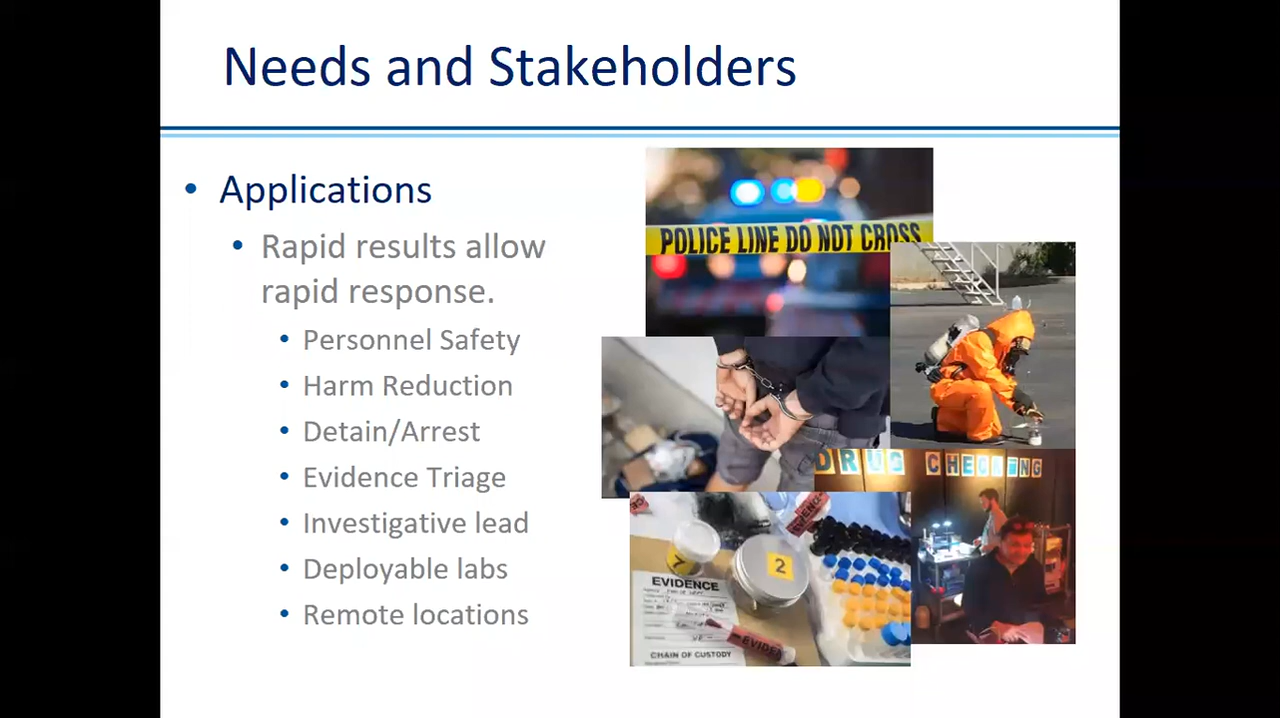 Needs and Stakeholders
• Applications
• Rapid results allow
rapid response.
• Personnel Safety
• Harm Reduction
• Detain/Arrest
• Evidence Triage
• Investigative lead
• Deployable labs
• Remote locations
POLICE LINE DO NOT CROSS
DRUG CHECKING
7
2
EVIDENCE
CHAIN OF CUSTODY